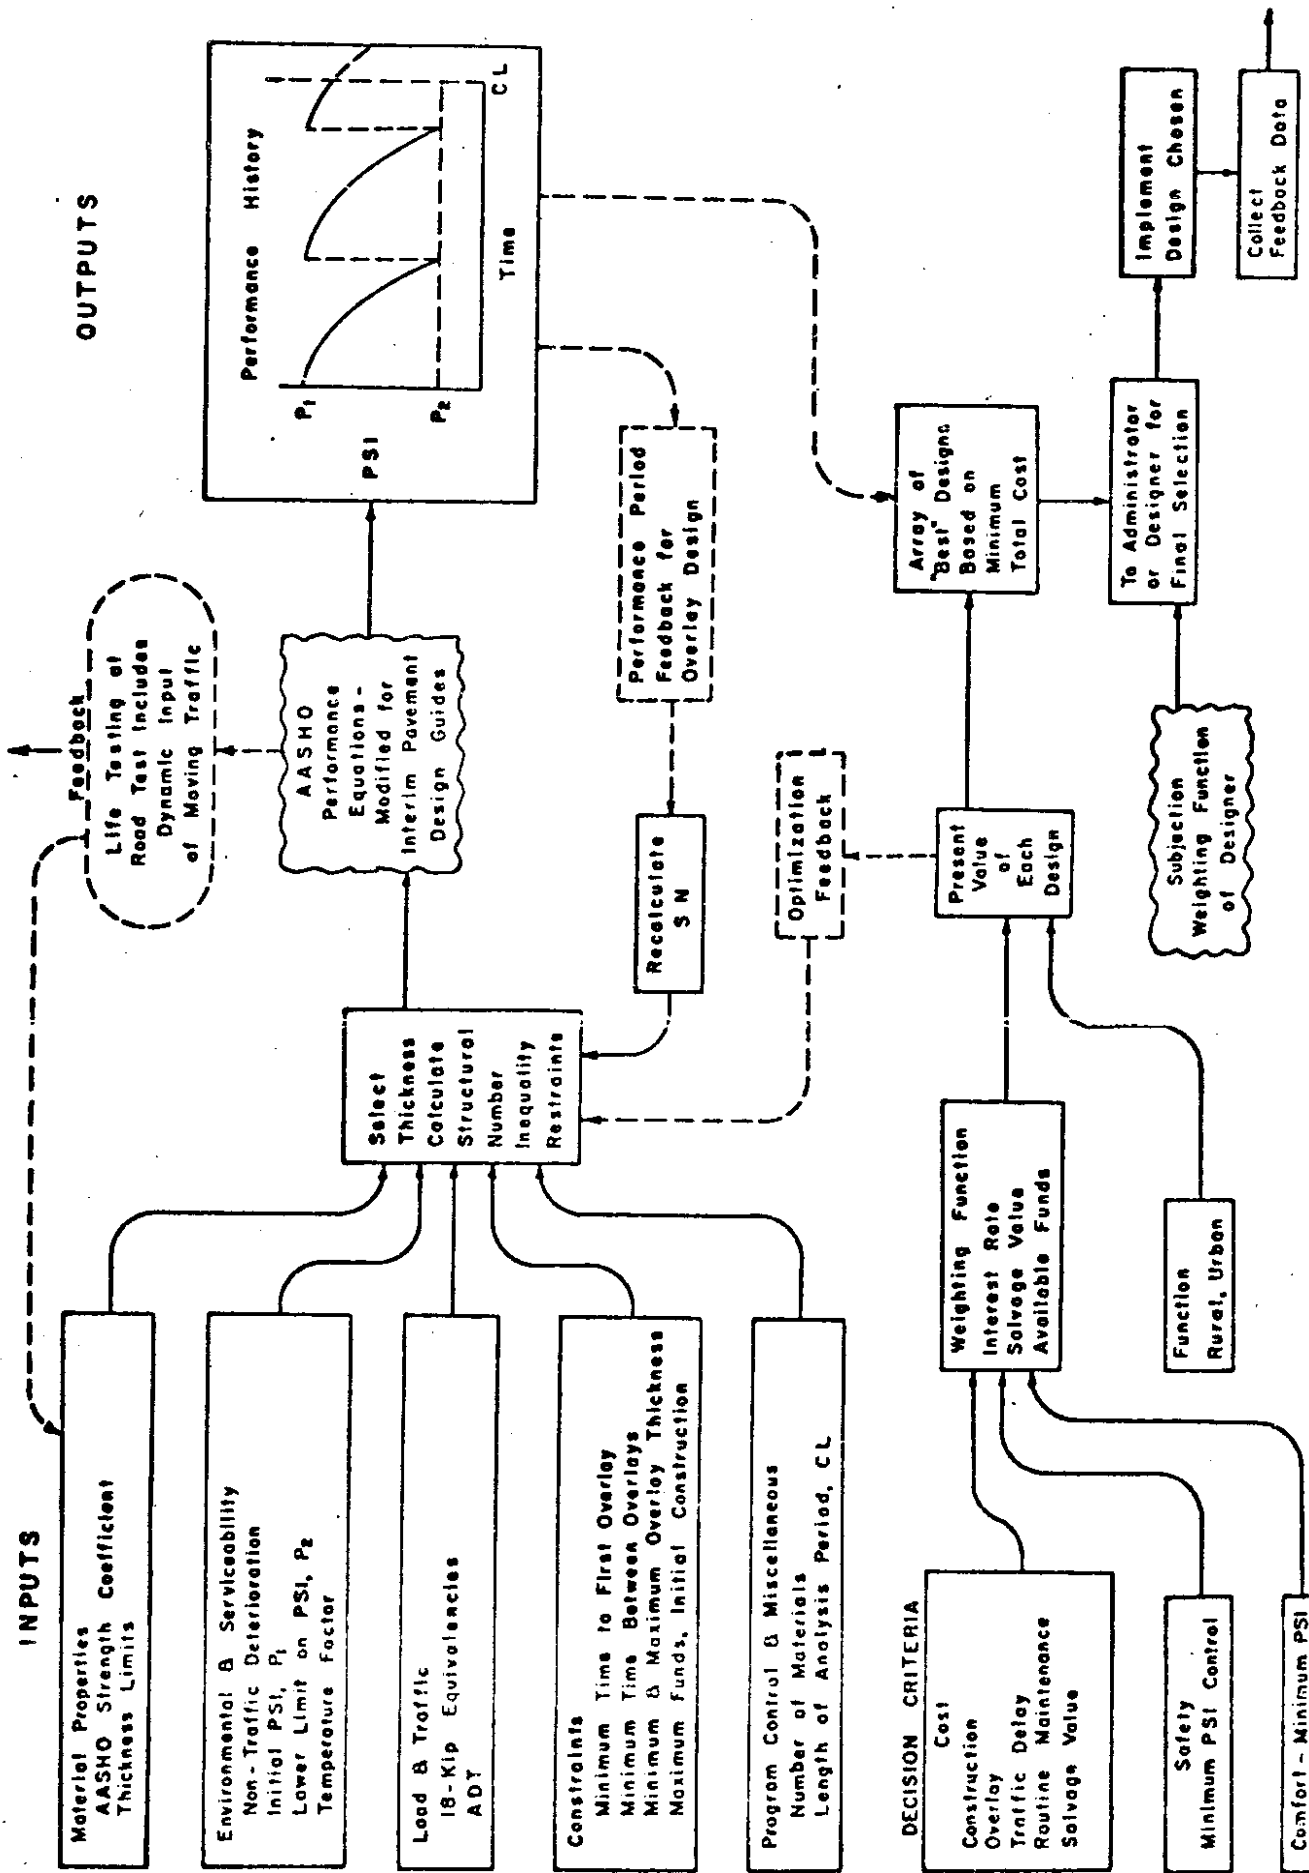 INPUTS
OUTPUTS
Material Properties
AASHO Strength Coefficient
Thickness Limits
Environmental & Serviceability
Non-Traffic Deterioration
Initial PSI, P1
Lower Limit on PSI, P2
Temperature Factor
Load & Traffic
18-Kip Equivalencies
ADT
Constraints
Minimum Time to First Overlay
Minimum Time Between Overlays
Minimum & Maximum Overlay Thickness
Maximum Funds, Initial Construction
Program Control & Miscellaneous
Number of Materials
Length of Analysis Period, CL
Select
Thickness
Calculate
Structural
Number
Inequality
Restraints
Feedback
Life Testing at
Road Test Includes
Dynamic Input
of Moving Traffic
AASHO
Performance
Equations-
Modified for
Interim Pavement
Design Guides
Performance History
P1
PSI
P2
Time
CL
Performance Period
Feedback for
Overlay Design
Recalculate
SN
Optimization
Feedback
DECISION CRITERIA
Cost
Construction
Overlay
Traffic Delay
Routine Maintenance
Salvage Value
Safety
Minimum PSI Control
Comfort - Minimum PSI
Weighting Function
Interest Rate
Salvage Value
Available Funds
Function
Rural, Urban
Present
Value
of
Each
Design
Array of
"Best" Designs
Based on
Minimum
Total Cost
Subjection
Weighting Function
of Designer
To Administrator
or Designer for
Final Selection
Implement
Design Chosen
Collect
Feedback Data